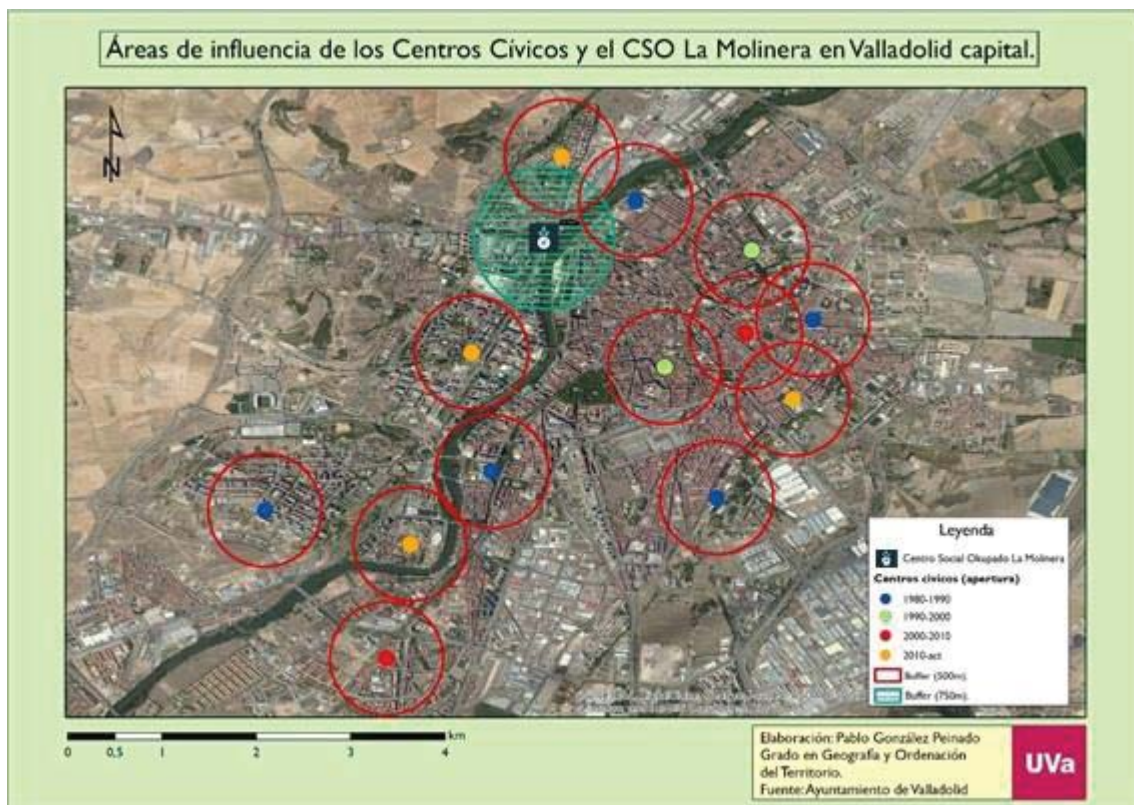 Áreas de influencia de los Centros Cívicos y el CSO La Molinera en Valladolid capital.
N
Leyenda
Centro Social Okupado La Molinera
Centros cívicos (apertura)
1980-1990
1990-2000
2000-2010
2010-act
Buffer (500m).
Buffer (750m).
km
0 0,5 1 2 3 4
Elaboración: Pablo González Peinado
Grado en Geografía y Ordenación
del Territorio.
Fuente: Ayuntamiento de Valladolid
UVa